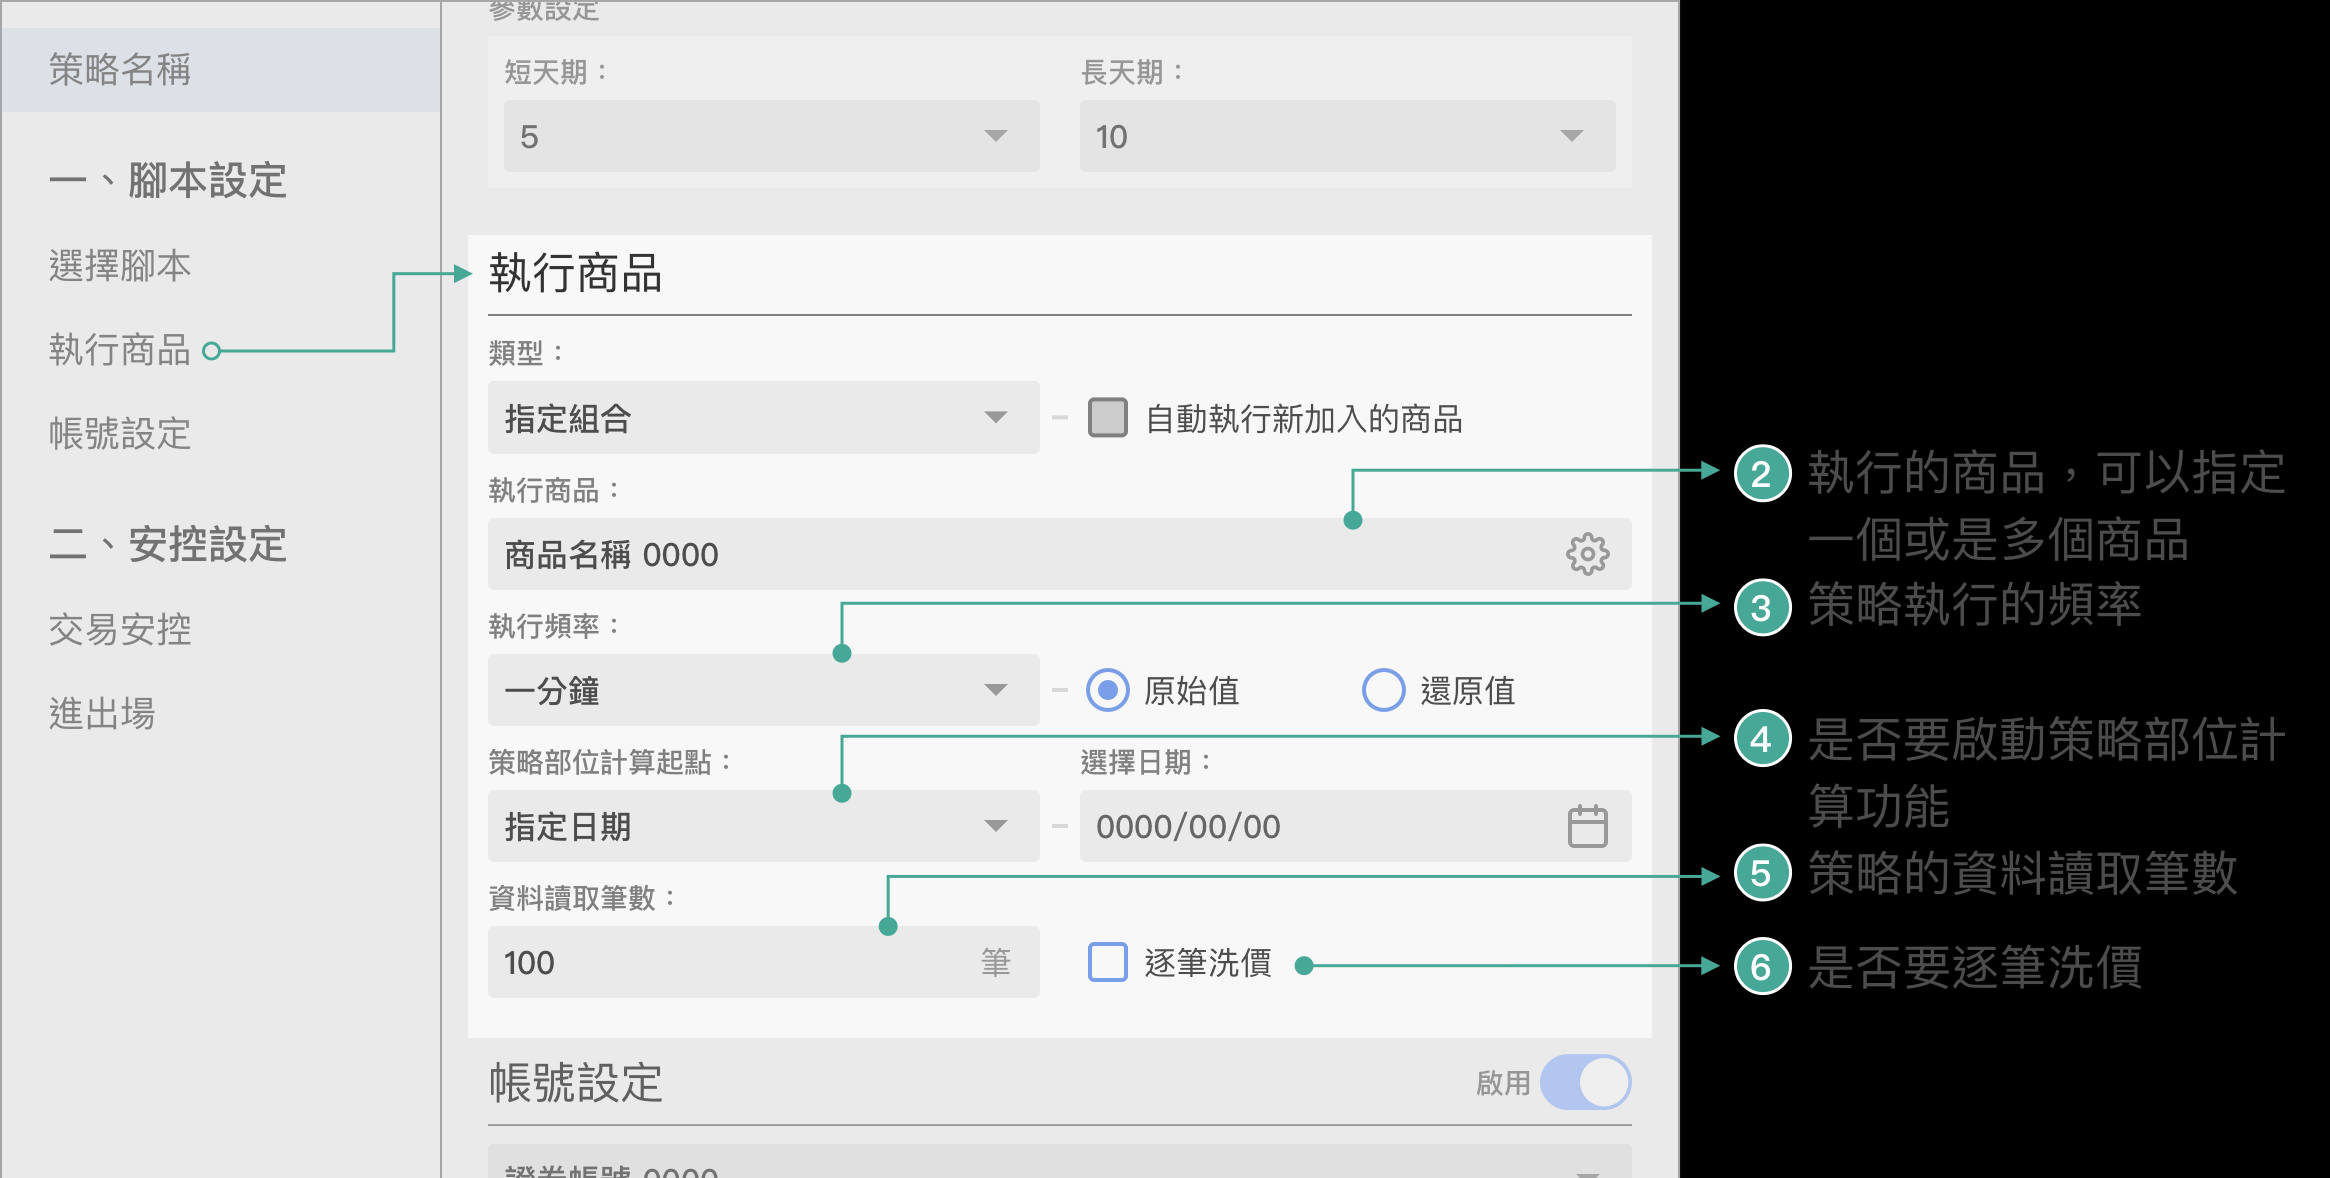 策略名稱
一、腳本設定
選擇腳本
執行商品
帳號設定
二、安控設定
交易安控
進出場
參數設定
短天期：
長天期：
5
10
執行商品
類型：
指定組合
自動執行新加入的商品
執行商品：
商品名稱 0000
執行頻率：
一分鐘
原始值
還原值
策略部位計算起點：
選擇日期：
指定日期
0000/00/00
資料讀取筆數：
100
筆
逐筆洗價
帳號設定
啟用
證券帳號 0000
2 執行的商品，可以指定
一個或是多個商品
3 策略執行的頻率
4 是否要啟動策略部位計
算功能
5 策略的資料讀取筆數
6 是否要逐筆洗價